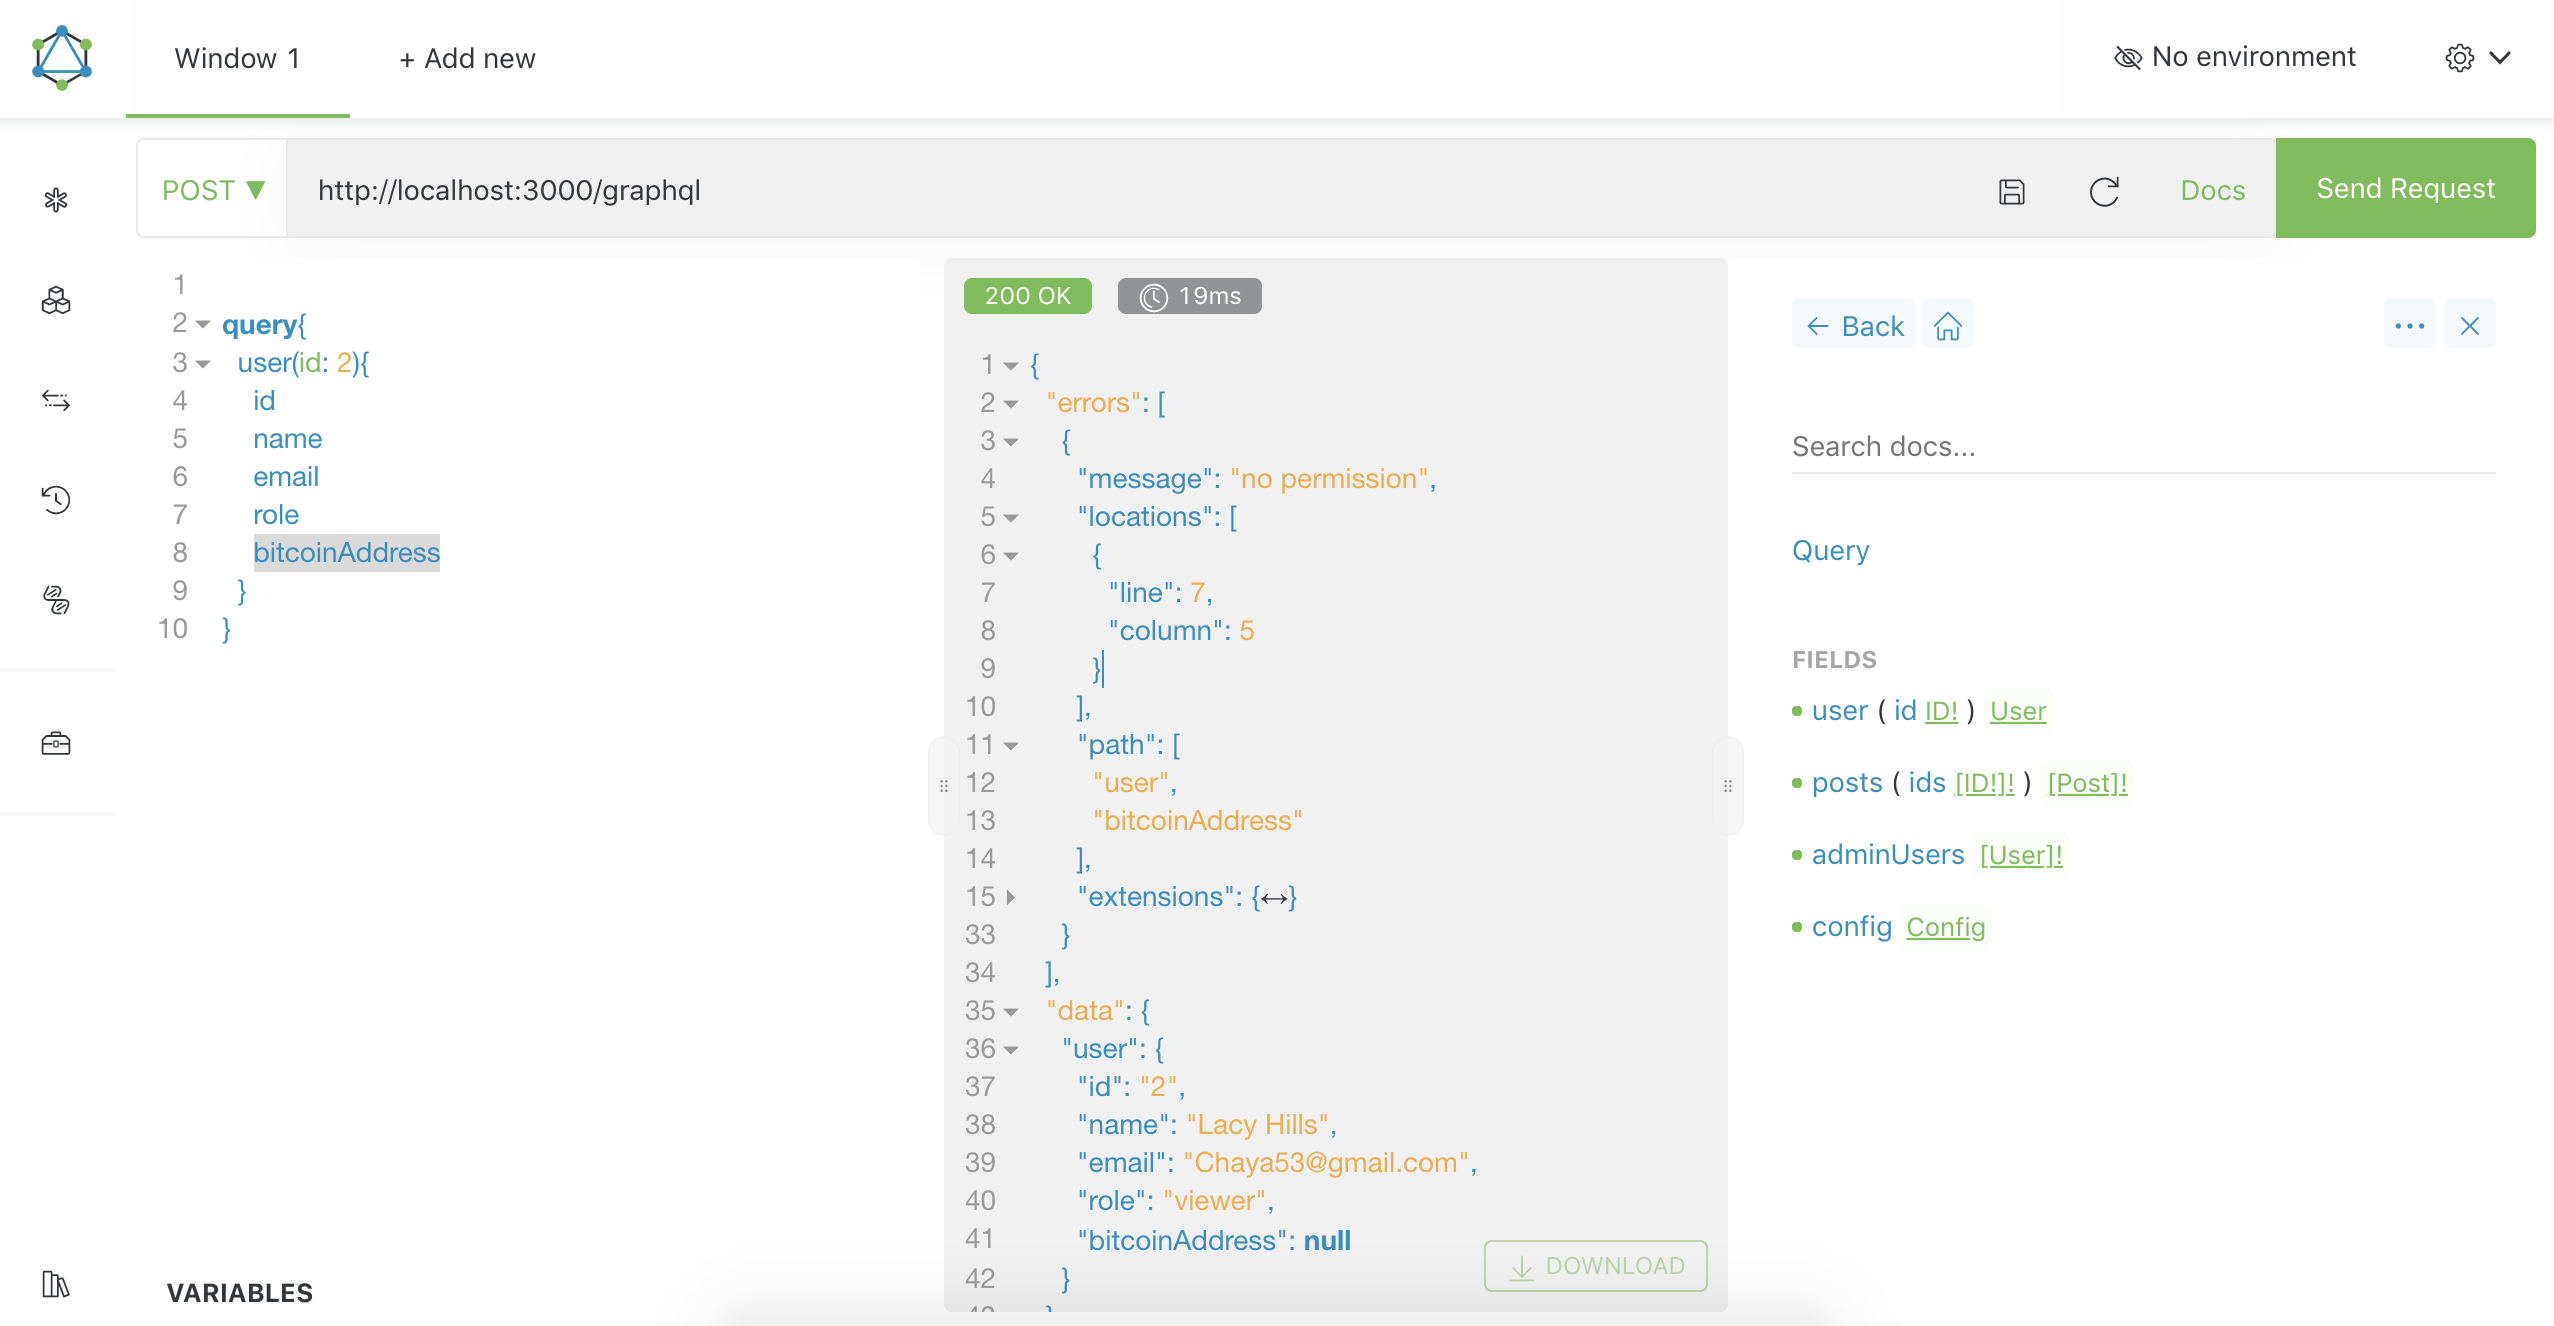 Window 1
+ Add new
No environment
POST ▼
http://localhost:3000/graphql
Docs
Send Request
1
2 query{
3 user(id: 2){
4 id
5 name
6 email
7 role
8 bitcoinAddress
9 }
10 }
VARIABLES
200 OK
19ms
1 {
2 "errors": [
3 {
4 "message": "no permission",
5 "locations": [
6 {
7 "line": 7,
8 "column": 5
9 }
10 ],
11 "path": [
12 "user",
13 "bitcoinAddress"
14 ],
15 "extensions": {↔}
33 }
34 ],
35 "data": {
36 "user": {
37 "id": "2",
38 "name": "Lacy Hills",
39 "email": "Chaya53@gmail.com",
40 "role": "viewer",
41 "bitcoinAddress": null
42 }
DOWNLOAD
← Back
Search docs...
Query
FIELDS
user ( id ID! ) User
posts ( ids [ID!]! ) [Post]!
adminUsers [User]!
config Config